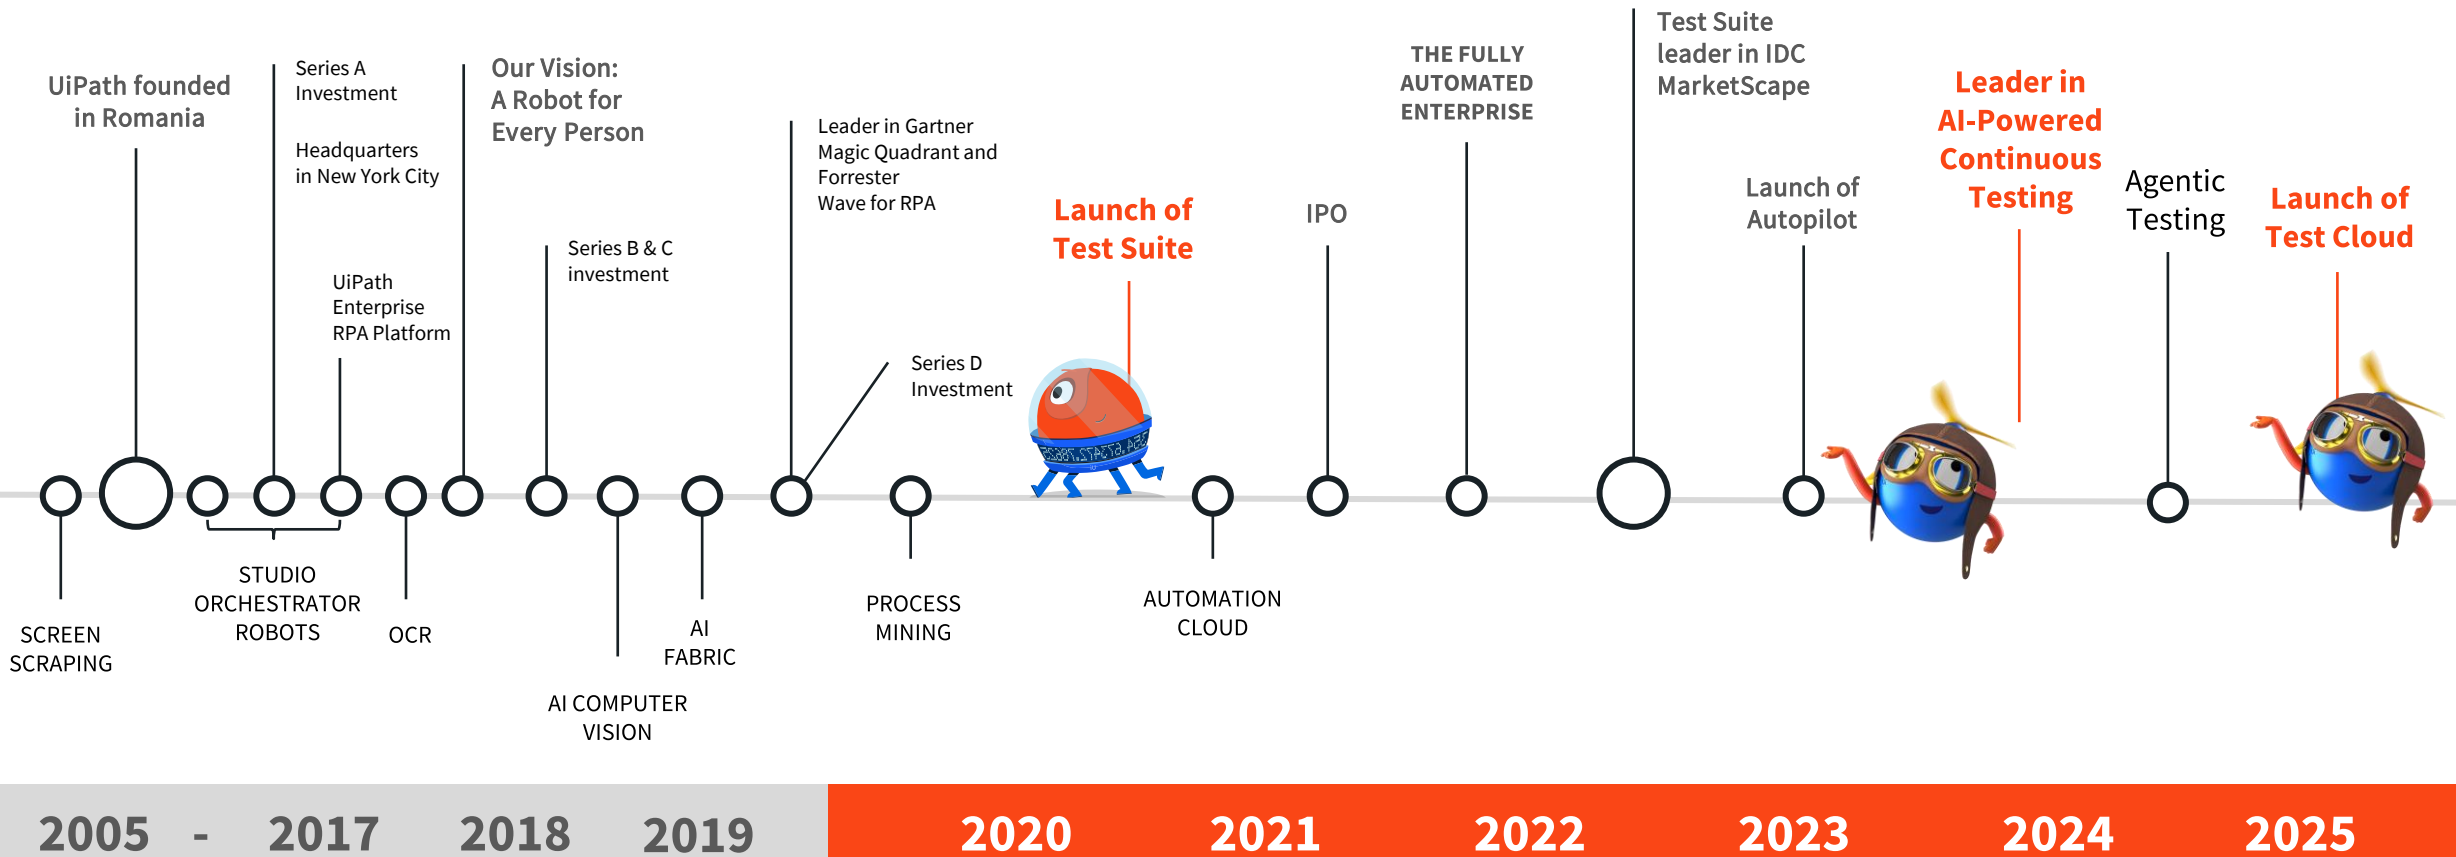 UiPath founded
in Romania
Series A
Investment
Headquarters
in New York City
UiPath
Enterprise
RPA Platform
Our Vision:
A Robot for
Every Person
Series B & C
investment
Leader in Gartner
Magic Quadrant and
Forrester
Wave for RPA
Series D
Investment
Launch of
Test Suite
IPO
THE FULLY
AUTOMATED
ENTERPRISE
Test Suite
leader in IDC
MarketScape
Launch of
Autopilot
Leader in
AI-Powered
Continuous
Testing
Agentic
Testing
Launch of
Test Cloud
SCREEN
SCRAPING
STUDIO
ORCHESTRATOR
ROBOTS
OCR
AI COMPUTER
VISION
AI
FABRIC
PROCESS
MINING
AUTOMATION
CLOUD
2005 - 2017 2018 2019 2020 2021 2022 2023 2024 2025